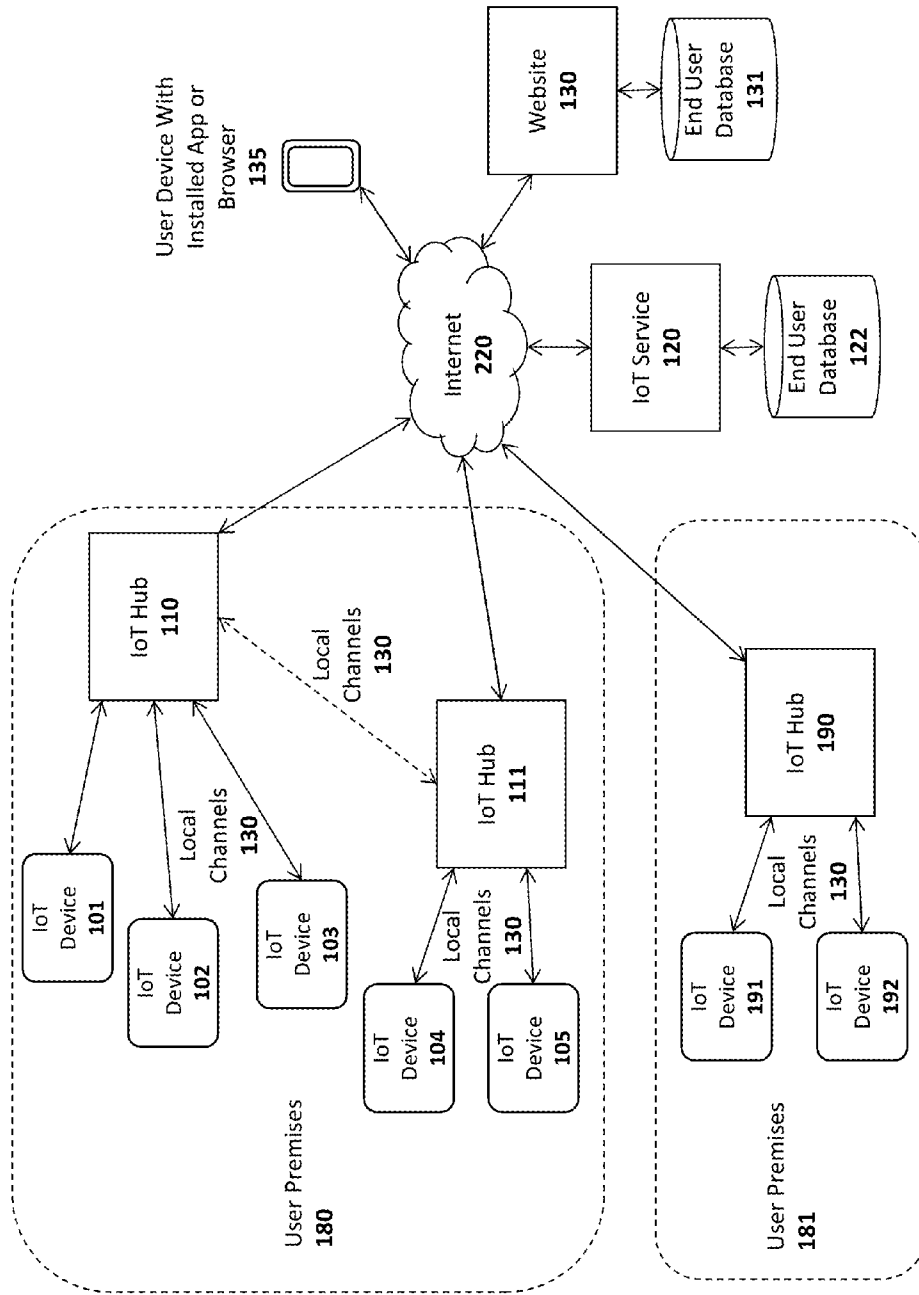 User Device With
Installed App or
Browser
135
Website
130
End User
Database
131
Internet
220
IoT Service
120
End User
Database
122
IoT Hub
110
Local
Channels
130
IoT Hub
111
IoT
Device
101
IoT
Device
102
Local
Channels
130
IoT
Device
103
IoT
Device
104
Local
Channels
130
IoT
Device
105
User Premises
180
IoT Hub
190
Local
Channels
130
IoT
Device
191
IoT
Device
192
User Premises
181